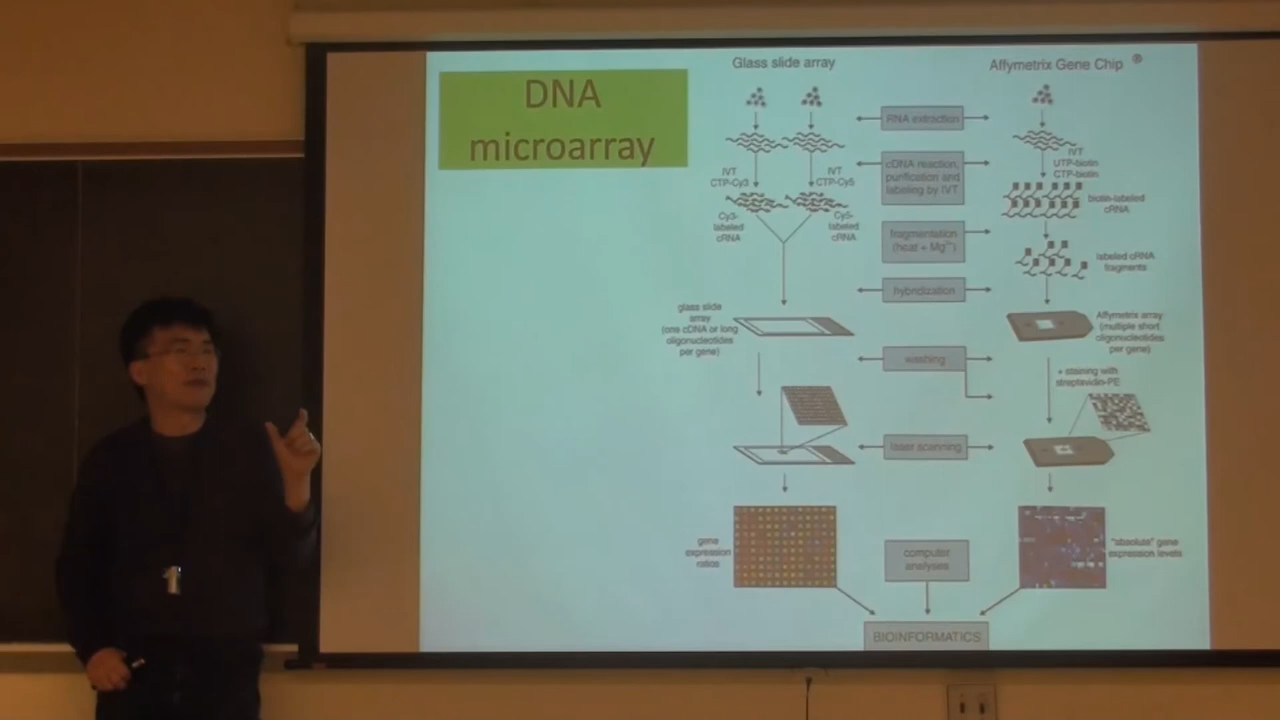 DNA
microarray
Glass slide array
Affymetrix Gene Chip ®
RNA extraction
IVT
CTP-Cy3
IVT
CTP-Cy5
cDNA reaction,
purification and
labeling by IVT
IVT
UTP-biotin
CTP-biotin
Cy3-
labeled
cRNA
Cy5-
labeled
cRNA
biotin-labeled
cRNA
fragmentation
(heat + Mg2+)
labeled cRNA
fragments
hybridization
glass slide
array
(one cDNA or long
oligonucleotides
per gene)
Affymetrix array
(multiple short
oligonucleotides
per gene)
washing
+ staining with
streptavidin-PE
laser scanning
gene
expression
ratios
computer
analyses
"absolute" gene
expression levels
BIOINFORMATICS